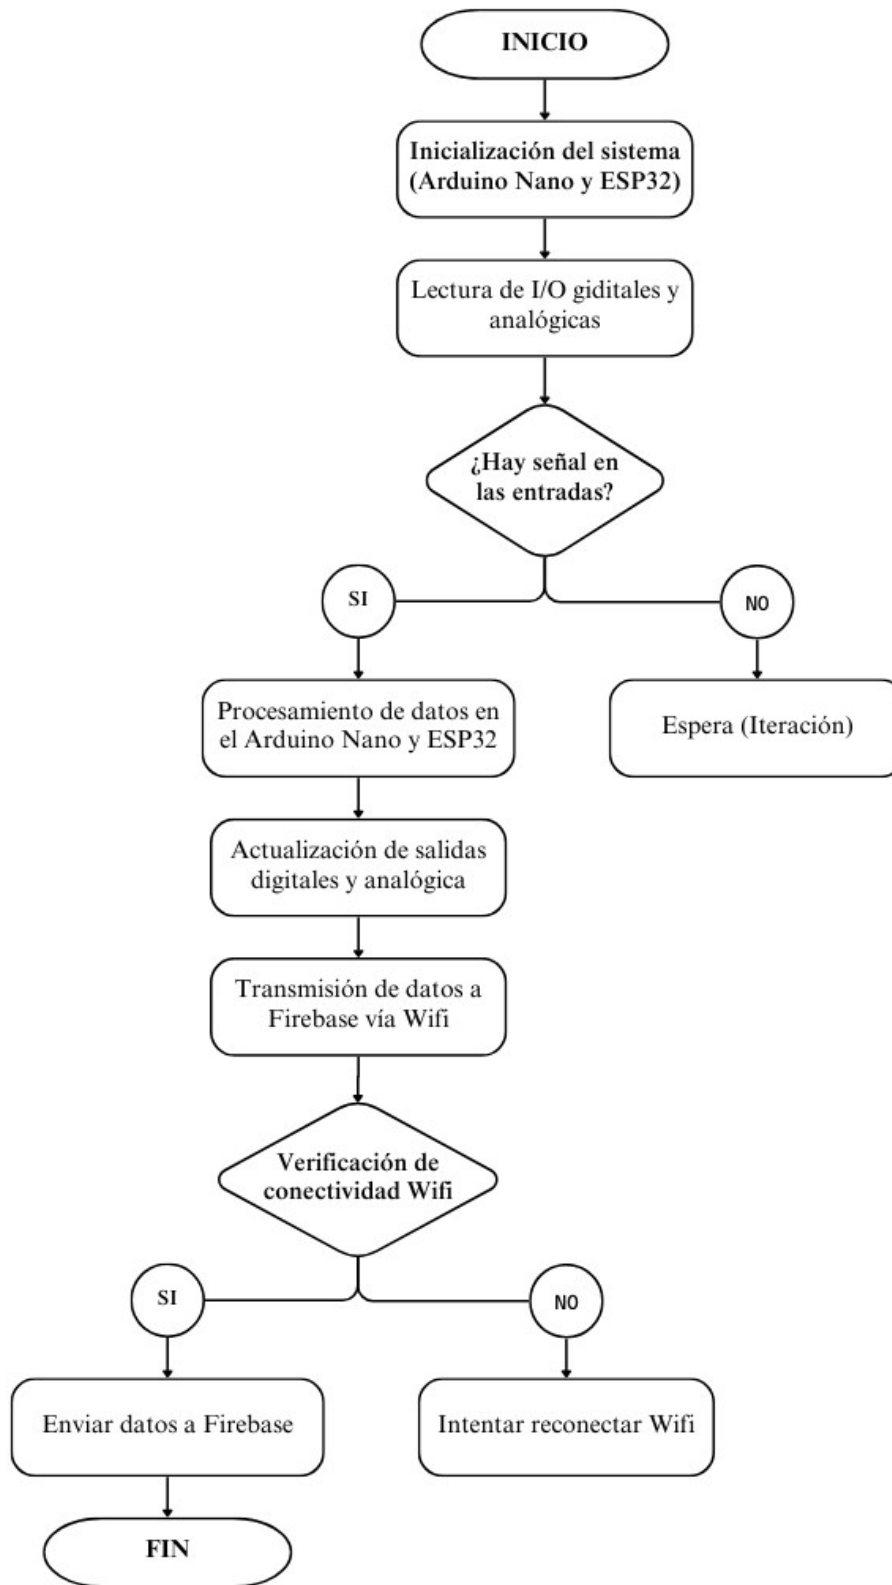 INICIO
Inicialización del sistema
(Arduino Nano y ESP32)
Lectura de I/O giditales y
analógicas
¿Hay señal en
las entradas?
SI
NO
Procesamiento de datos en
el Arduino Nano y ESP32
Espera (Iteración)
Actualización de salidas
digitales y analógica
Transmisión de datos a
Firebase vía Wifi
Verificación de
conectividad Wifi
SI
NO
Enviar datos a Firebase
Intentar reconectar Wifi
FIN